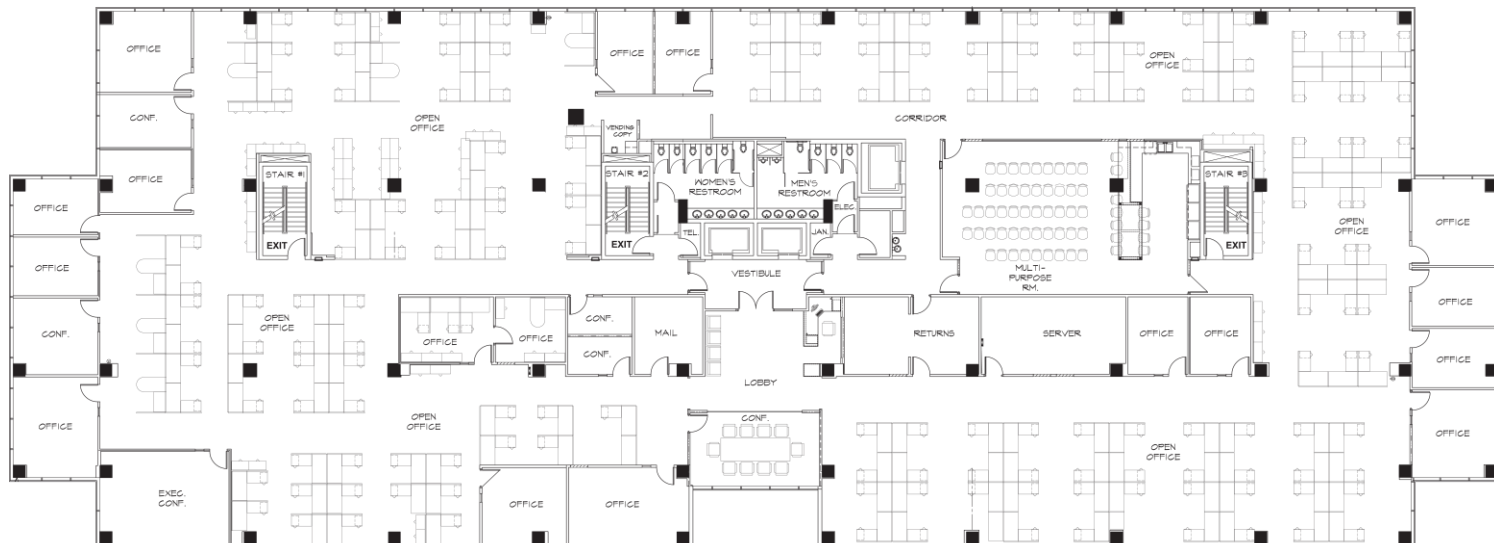 OFFICE
OFFICE
OFFICE
OPEN
OFFICE
CONF.
OPEN
OFFICE
CORRIDOR
VENDING
COPY
OFFICE
STAIR #1
STAIR #2
WOMEN'S
RESTROOM
MEN'S
RESTROOM
STAIR #3
OFFICE
ELEC.
OPEN
OFFICE
OFFICE
EXIT
EXIT
TEL.
JAN.
EXIT
OFFICE
VESTIBULE
MULTI-
PURPOSE
RM.
OFFICE
CONF.
OPEN
OFFICE
CONF.
OFFICE
OFFICE
MAIL
RETURNS
SERVER
OFFICE
OFFICE
CONF.
OFFICE
LOBBY
OFFICE
OPEN
OFFICE
CONF.
OPEN
OFFICE
OFFICE
EXEC.
CONF.
OFFICE
OFFICE